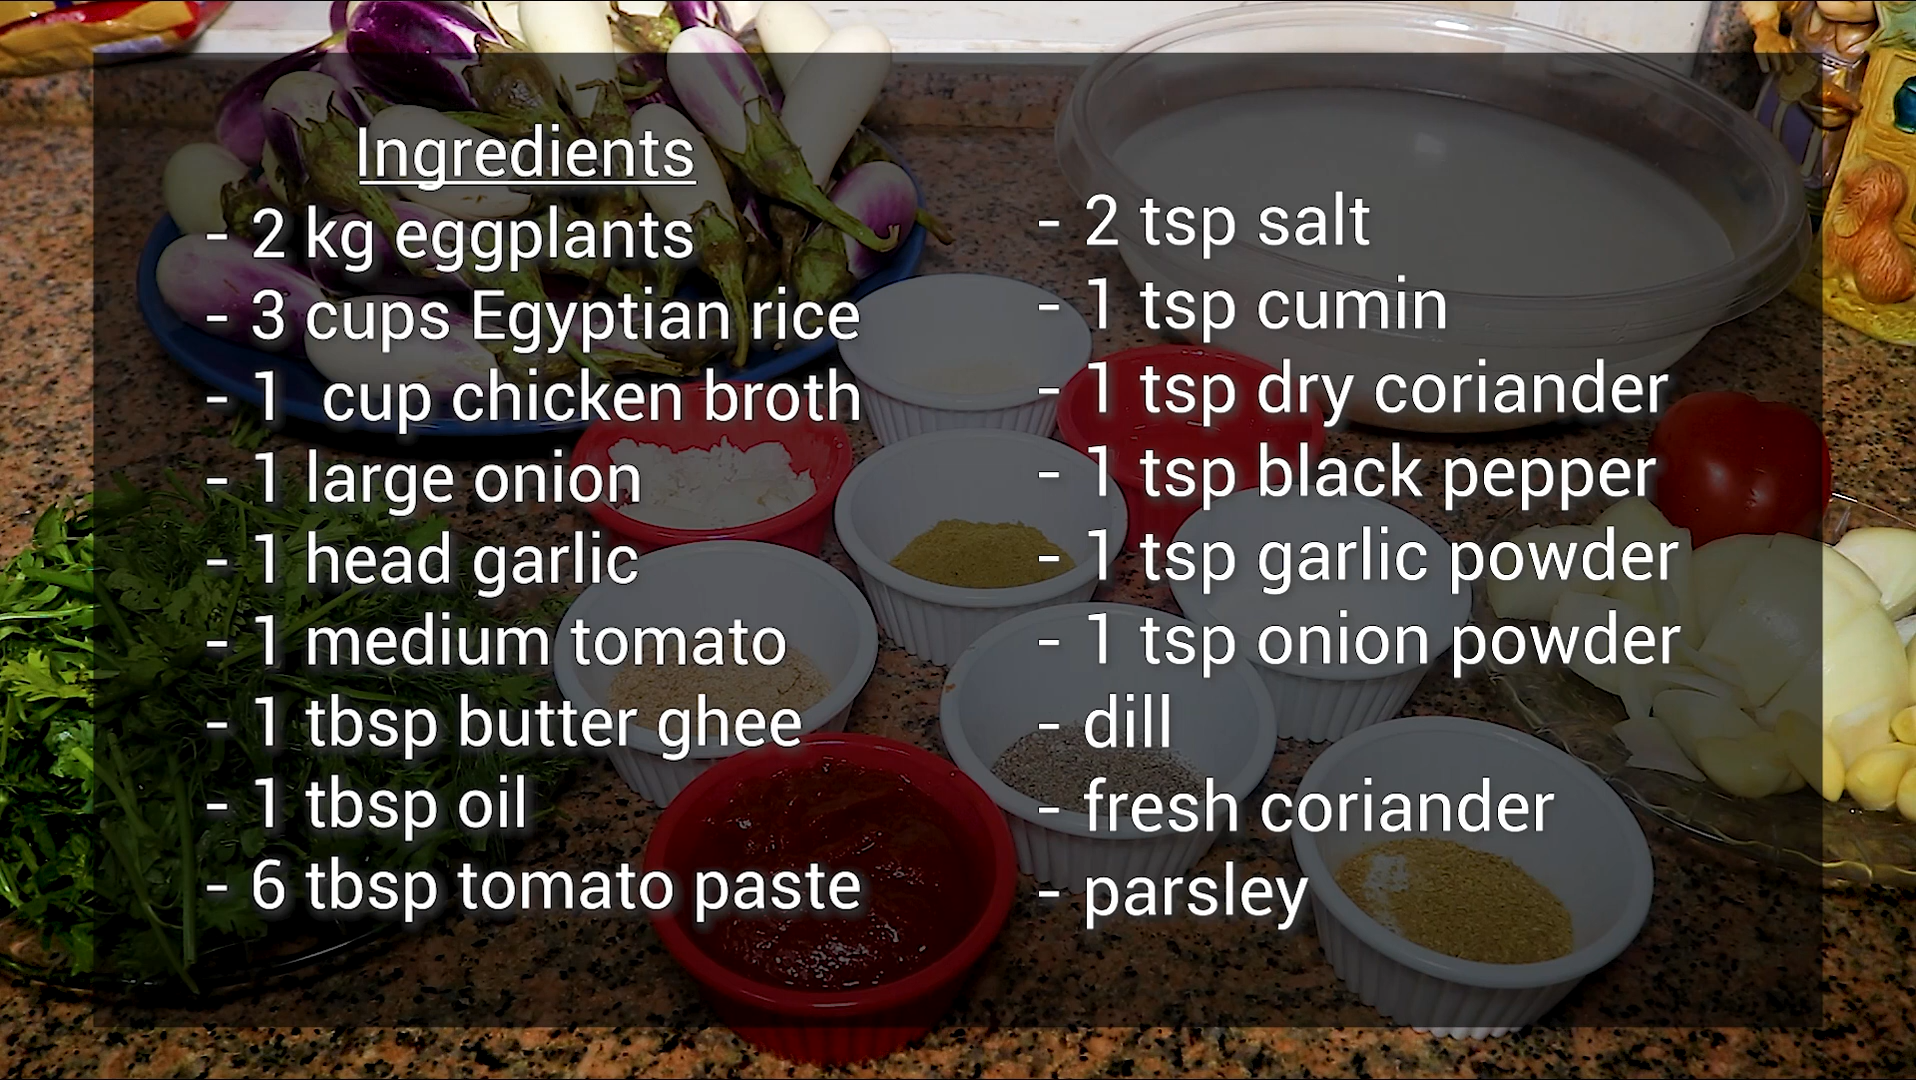 Ingredients
- 2 kg eggplants
- 3 cups Egyptian rice
- 1 cup chicken broth
- 1 large onion
- 1 head garlic
- 1 medium tomato
- 1 tbsp butter ghee
- 1 tbsp oil
- 6 tbsp tomato paste
- 2 tsp salt
- 1 tsp cumin
- 1 tsp dry coriander
- 1 tsp black pepper
- 1 tsp garlic powder
- 1 tsp onion powder
- dill
- fresh coriander
- parsley